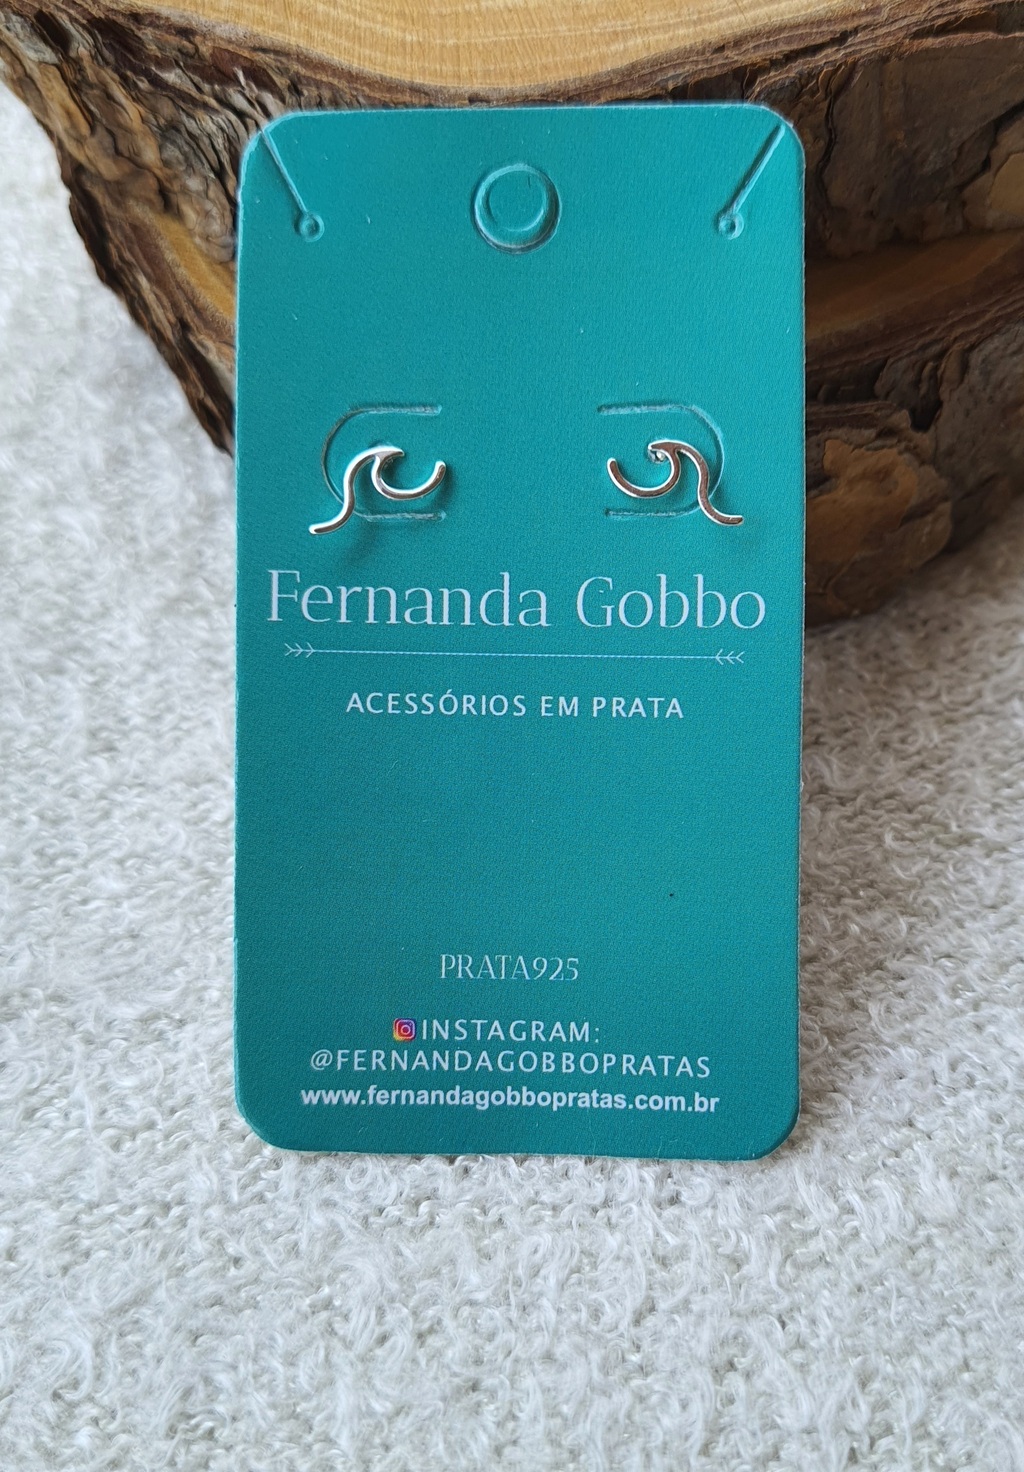 Fernanda Gobbo
ACESSÓRIOS EM PRATA
PRATA925
INSTAGRAM:
@FERNANDAGOBBOPRATAS
www.fernandagobbopratas.com.br